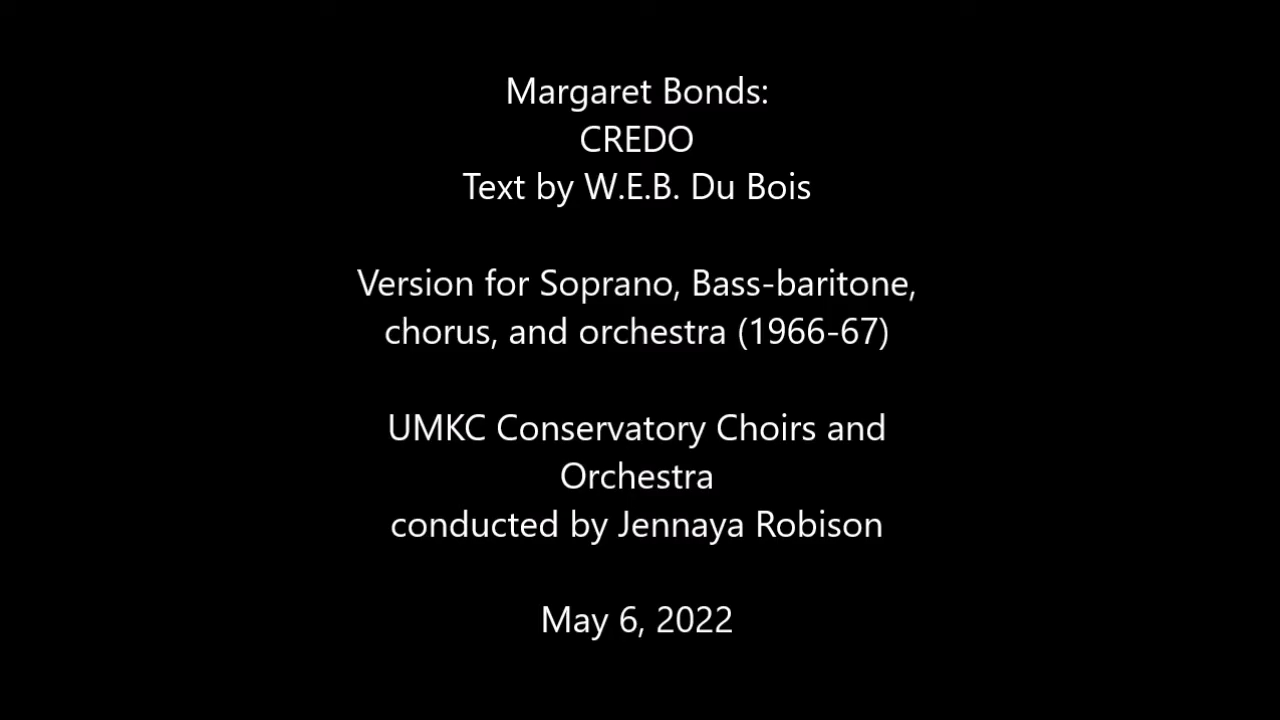 Margaret Bonds:
CREDO
Text by W.E.B. Du Bois
Version for Soprano, Bass-baritone,
chorus, and orchestra (1966-67)
UMKC Conservatory Choirs and
Orchestra
conducted by Jennaya Robison
May 6, 2022